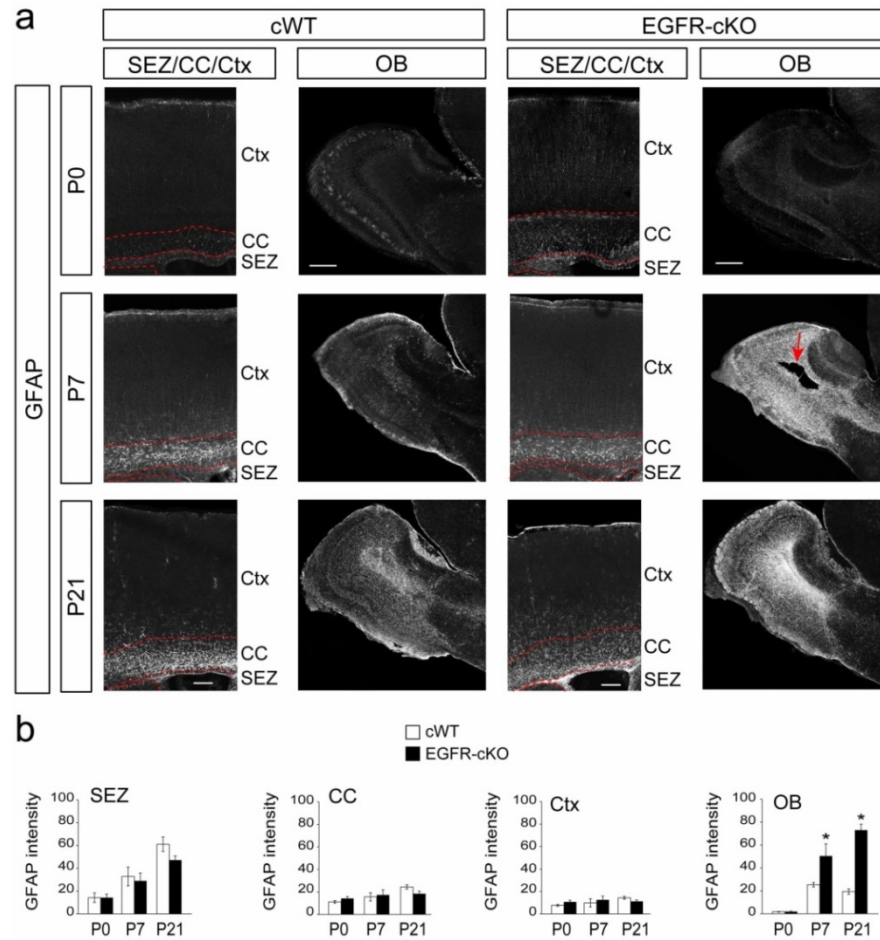 a
cWT
EGFR-cKO
SEZ/CC/Ctx
OB
SEZ/CC/Ctx
OB
GFAP
P0
Ctx
CC
SEZ
Ctx
CC
SEZ
P7
Ctx
CC
SEZ
Ctx
CC
SEZ
P21
Ctx
CC
SEZ
Ctx
CC
SEZ
b
cWT
EGFR-cKO
SEZ
GFAP intensity
100
80
60
40
20
0
P0 P7 P21
CC
GFAP intensity
100
80
60
40
20
0
P0 P7 P21
Ctx
GFAP intensity
100
80
60
40
20
0
P0 P7 P21
OB
GFAP intensity
100
80
60
40
20
0
* *
P0 P7 P21